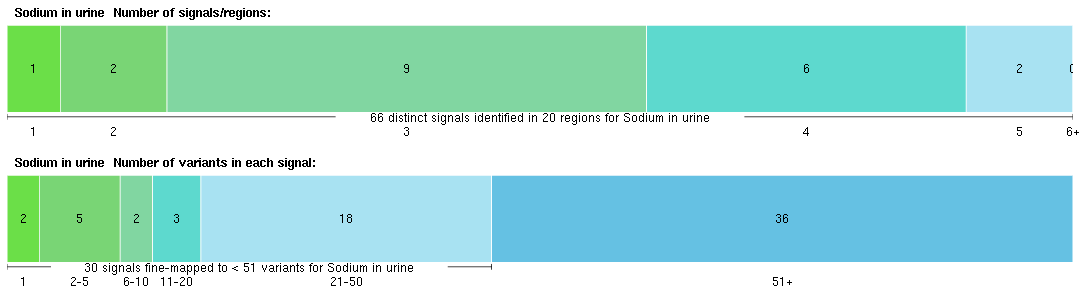 Sodium in urine  Number of signals/regions:
1 2 9 6 2 0
66 distinct signals identified in 20 regions for Sodium in urine
1 2 3 4 5 6+
Sodium in urine  Number of variants in each signal:
2 5 2 3 18 36
30 signals fine-mapped to < 51 variants for Sodium in urine
1 2-5 6-10 11-20 21-50 51+